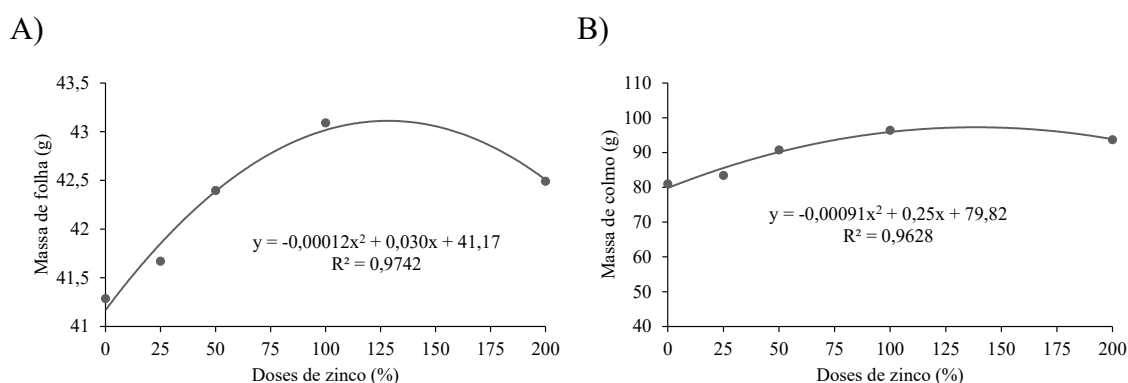 A)
43,5
43
42,5
42
41,5
41
Massa de folha (g)
y = -0,00012x² + 0,030x + 41,17
R² = 0,9742
0 25 50 75 100 125 150 175 200
Doses de zinco (%)
B)
110
100
90
80
70
60
50
40
Massa de colmo (g)
y = -0,00091x² + 0,25x + 79,82
R² = 0,9628
0 25 50 75 100 125 150 175 200
Doses de zinco (%)